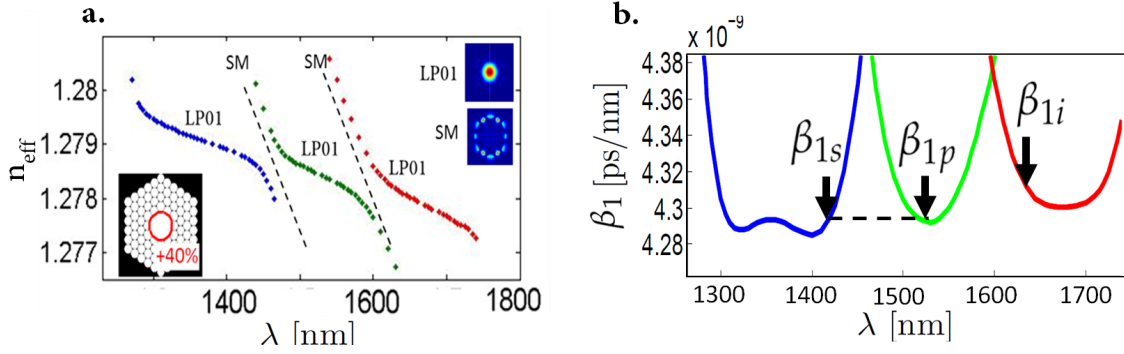 a.
b.
n_eff
1.28
1.279
1.278
1.277
SM
SM
LP01
LP01
LP01
LP01
SM
+40%
1400
1600
1800
λ [nm]
x 10⁻⁹
β₁ [ps/nm]
4.38
4.36
4.34
4.32
4.3
4.28
β₁ₛ
β₁ₚ
β₁ᵢ
1300
1400
1500
1600
1700
λ [nm]